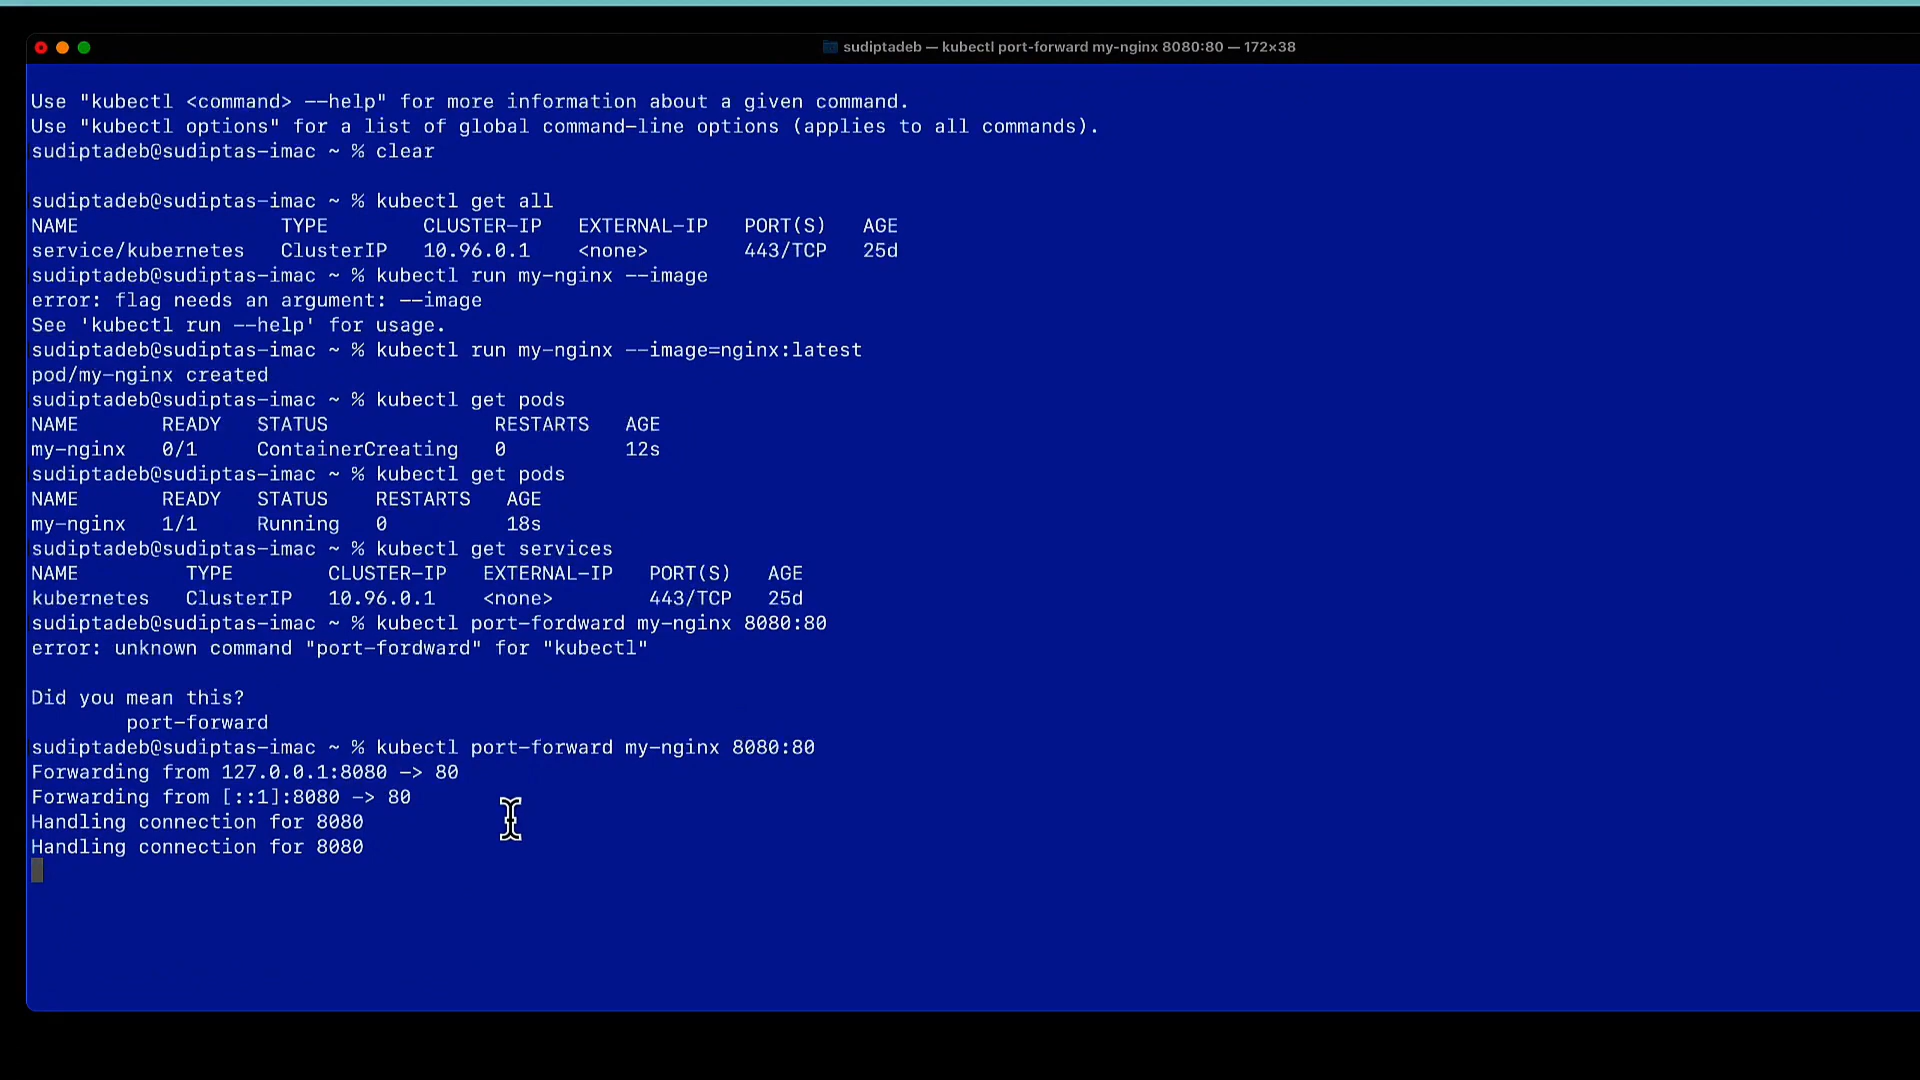 sudiptadeb — kubectl port-forward my-nginx 8080:80 — 172×38
Use "kubectl <command> --help" for more information about a given command.
Use "kubectl options" for a list of global command-line options (applies to all commands).
sudiptadeb@sudiptas-imac ~ % clear
sudiptadeb@sudiptas-imac ~ % kubectl get all
NAME                 TYPE        CLUSTER-IP   EXTERNAL-IP   PORT(S)   AGE
service/kubernetes   ClusterIP   10.96.0.1    <none>        443/TCP   25d
sudiptadeb@sudiptas-imac ~ % kubectl run my-nginx --image
error: flag needs an argument: --image
See 'kubectl run --help' for usage.
sudiptadeb@sudiptas-imac ~ % kubectl run my-nginx --image=nginx:latest
pod/my-nginx created
sudiptadeb@sudiptas-imac ~ % kubectl get pods
NAME       READY   STATUS              RESTARTS   AGE
my-nginx   0/1     ContainerCreating   0          12s
sudiptadeb@sudiptas-imac ~ % kubectl get pods
NAME       READY   STATUS    RESTARTS   AGE
my-nginx   1/1     Running   0          18s
sudiptadeb@sudiptas-imac ~ % kubectl get services
NAME         TYPE        CLUSTER-IP   EXTERNAL-IP   PORT(S)   AGE
kubernetes   ClusterIP   10.96.0.1    <none>        443/TCP   25d
sudiptadeb@sudiptas-imac ~ % kubectl port-fordward my-nginx 8080:80
error: unknown command "port-fordward" for "kubectl"
Did you mean this?
port-forward
sudiptadeb@sudiptas-imac ~ % kubectl port-forward my-nginx 8080:80
Forwarding from 127.0.0.1:8080 -> 80
Forwarding from [::1]:8080 -> 80
Handling connection for 8080
Handling connection for 8080